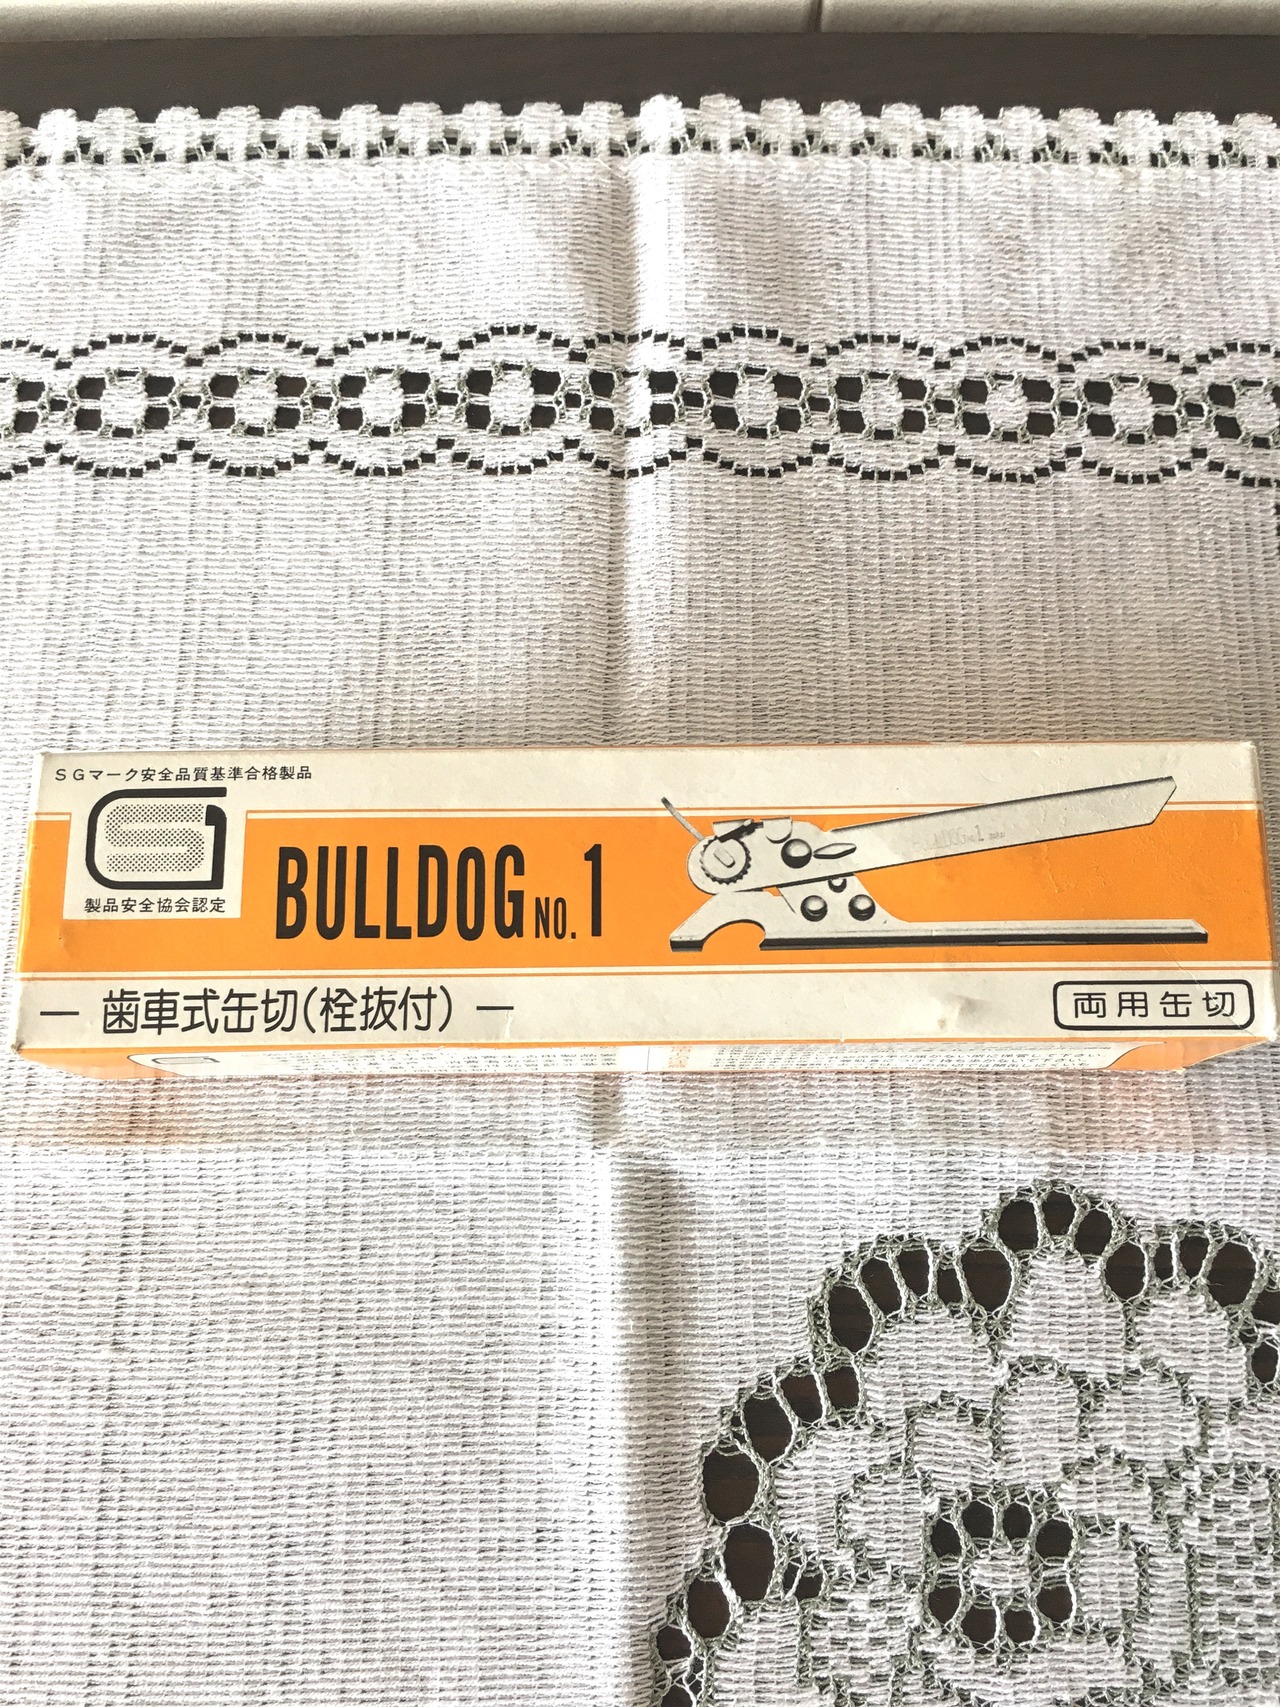 SGマーク安全品質基準合格製品
製品安全協会認定
BULLDOG NO.1
— 歯車式缶切(栓抜付) —
両用缶切